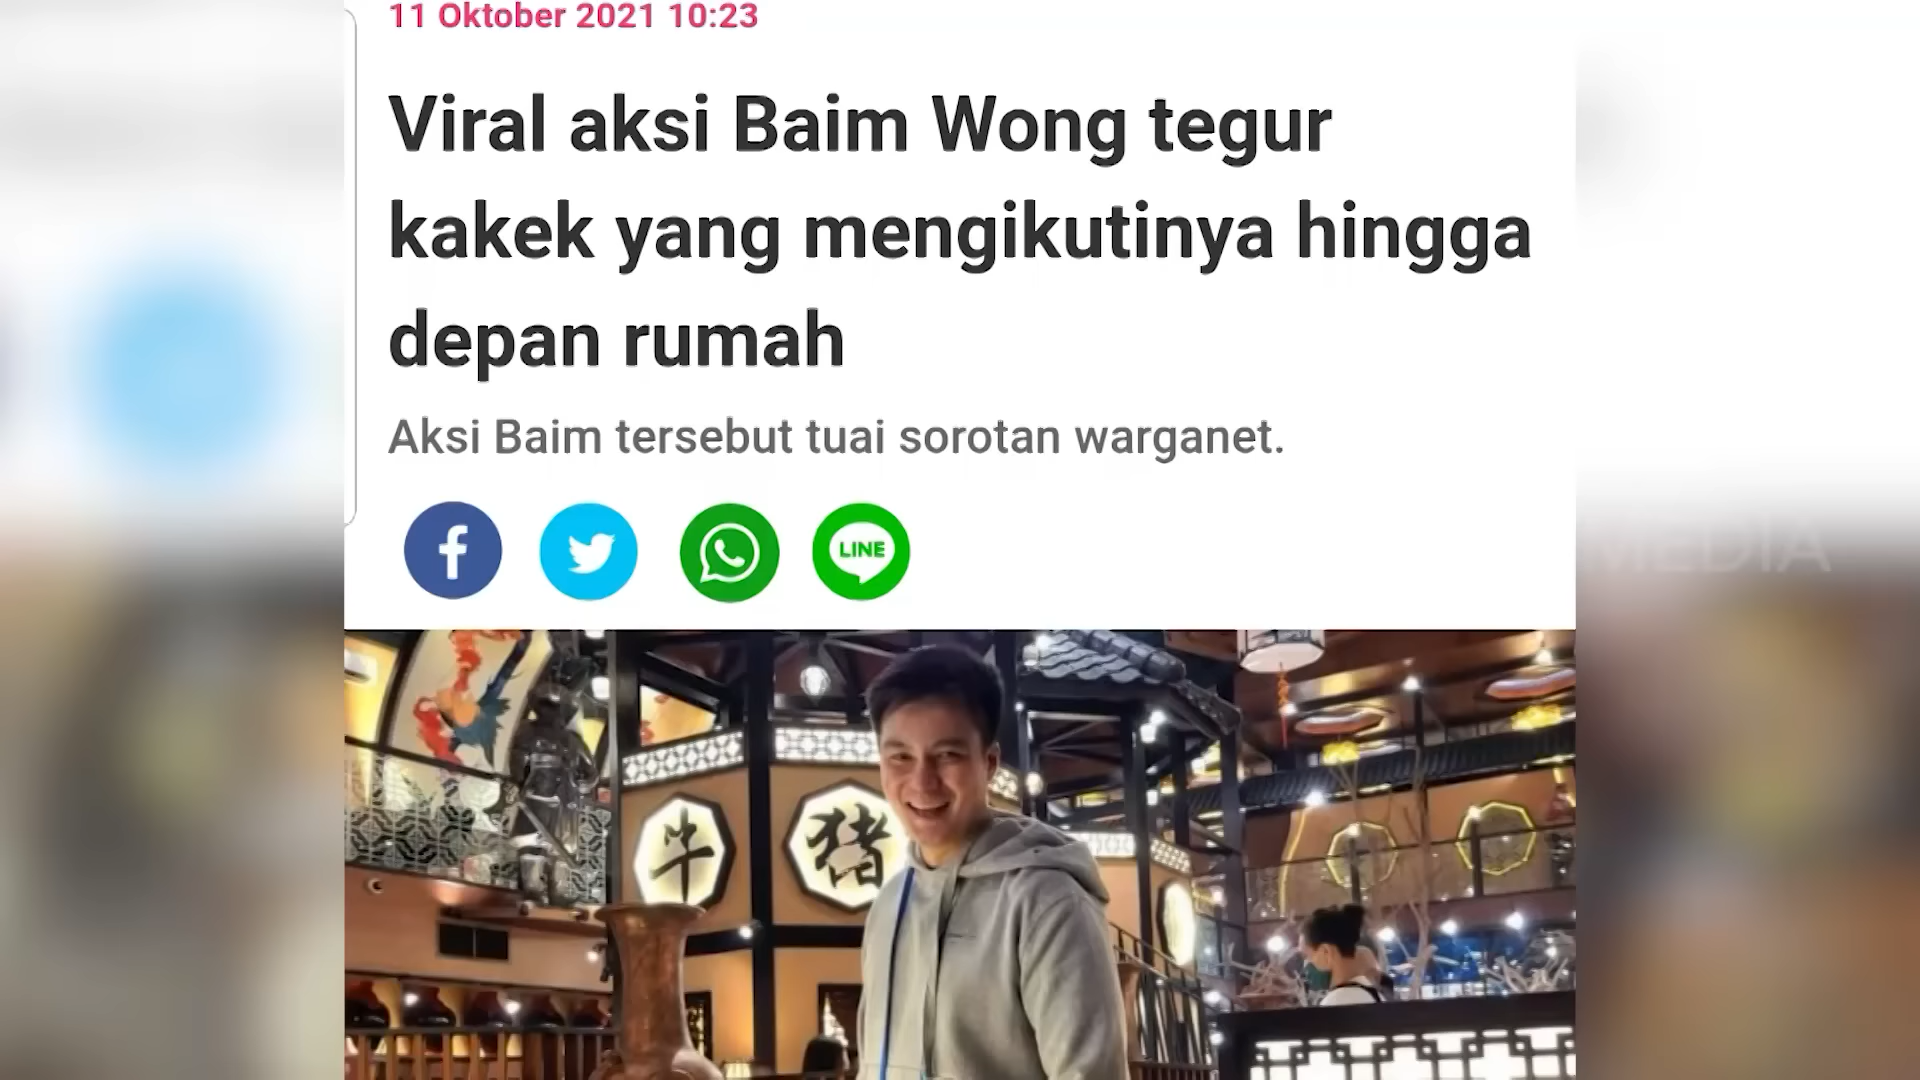 11 Oktober 2021 10:23
Viral aksi Baim Wong tegur
kakek yang mengikutinya hingga
depan rumah
Aksi Baim tersebut tuai sorotan warganet.
LINE
MEDIA
牛
猪